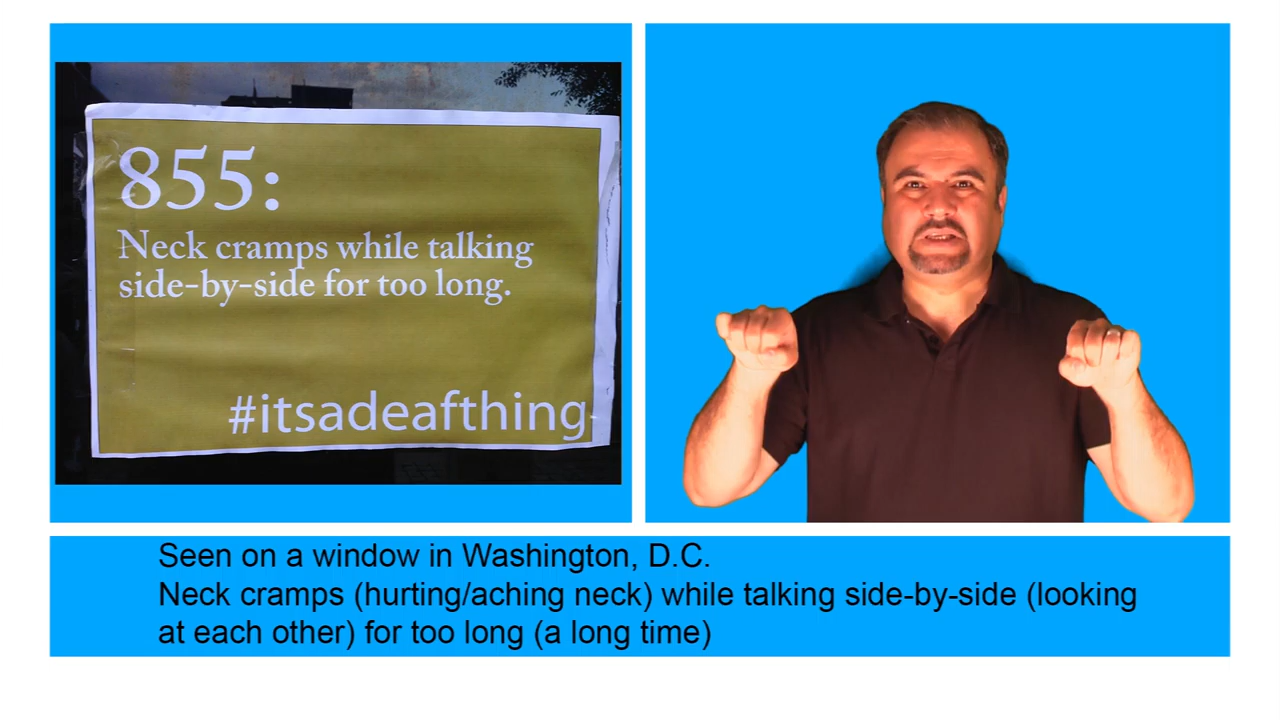 855:
Neck cramps while talking
side-by-side for too long.
#itsadeafthing
Seen on a window in Washington, D.C.
Neck cramps (hurting/aching neck) while talking side-by-side (looking
at each other) for too long (a long time)